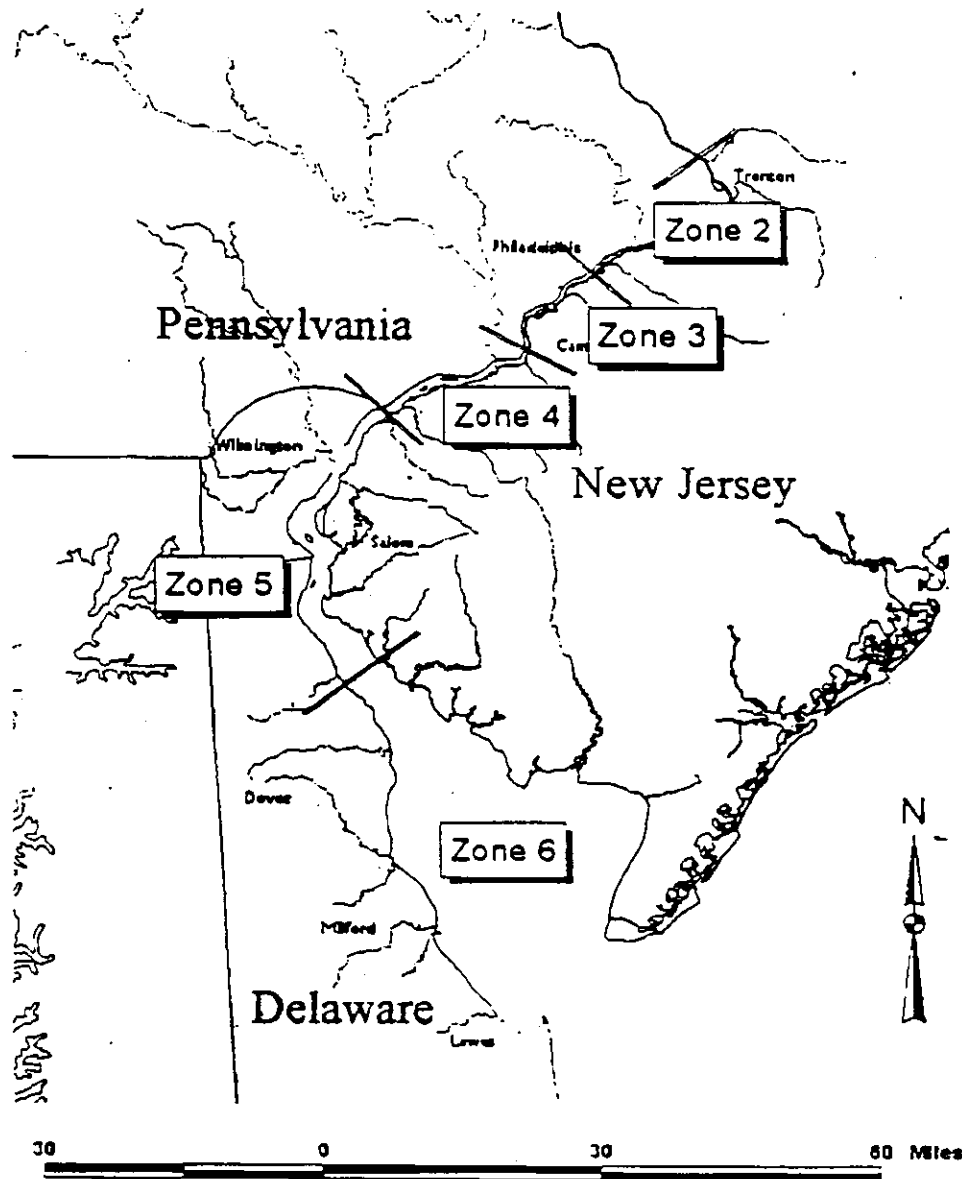 Trenton
Zone 2
Philadelphia
Pennsylvania
Zone 3
Cam
Zone 4
Wilmington
New Jersey
Salem
Zone 5
Dover
Zone 6
N
Milford
Delaware
Lewes
30 0 30 60 Miles